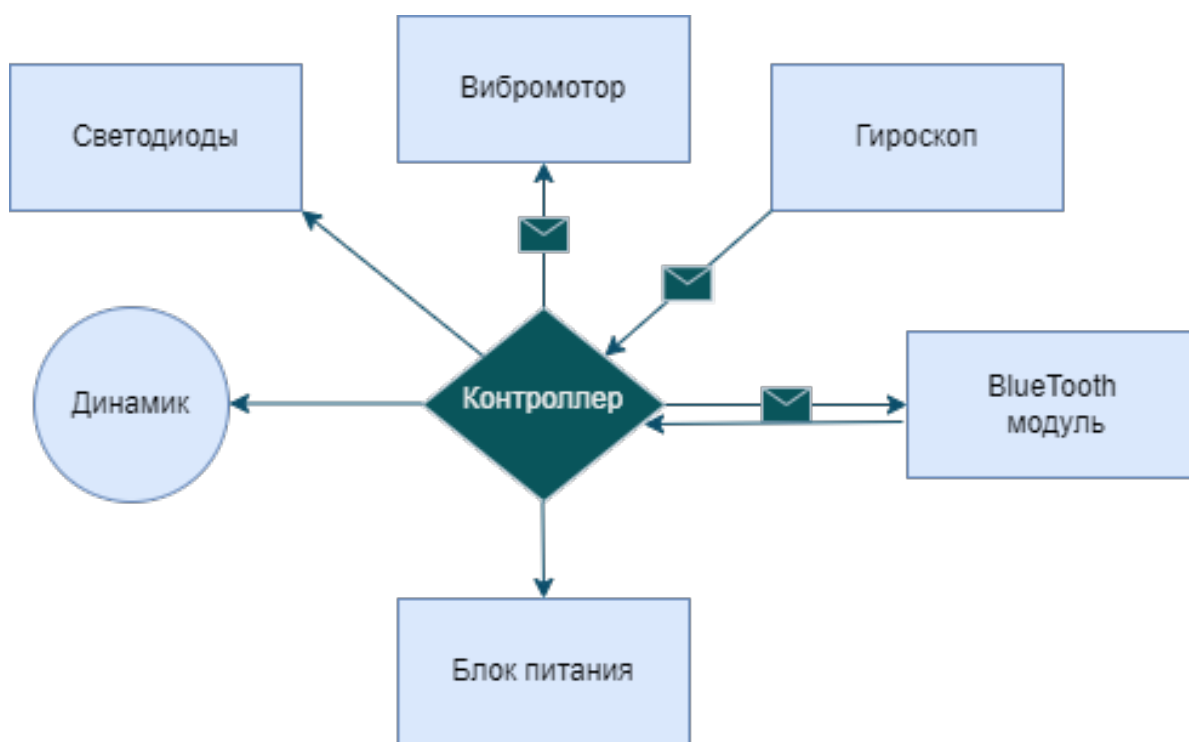 Вибромотор
Светодиоды
Гироскоп
Динамик
Контроллер
BlueTooth
модуль
Блок питания